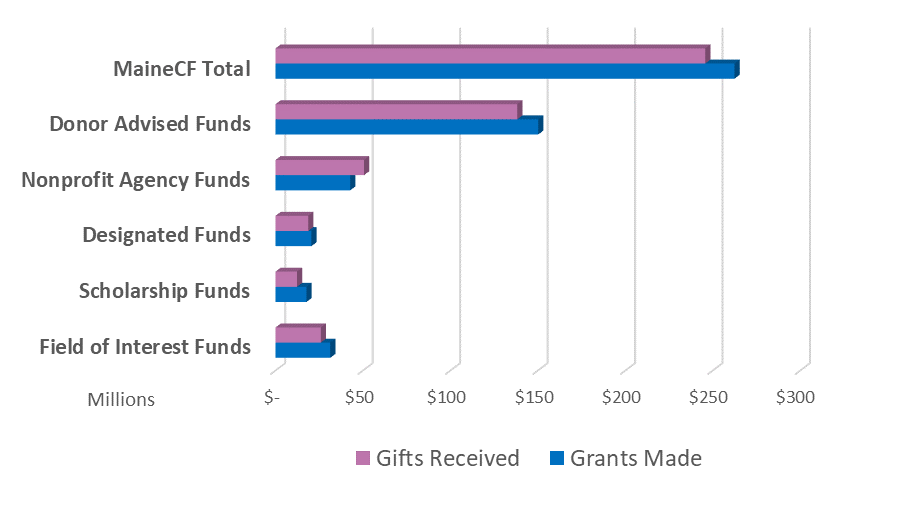 MaineCF Total
Donor Advised Funds
Nonprofit Agency Funds
Designated Funds
Scholarship Funds
Field of Interest Funds
Millions $- $50 $100 $150 $200 $250 $300
Gifts Received Grants Made